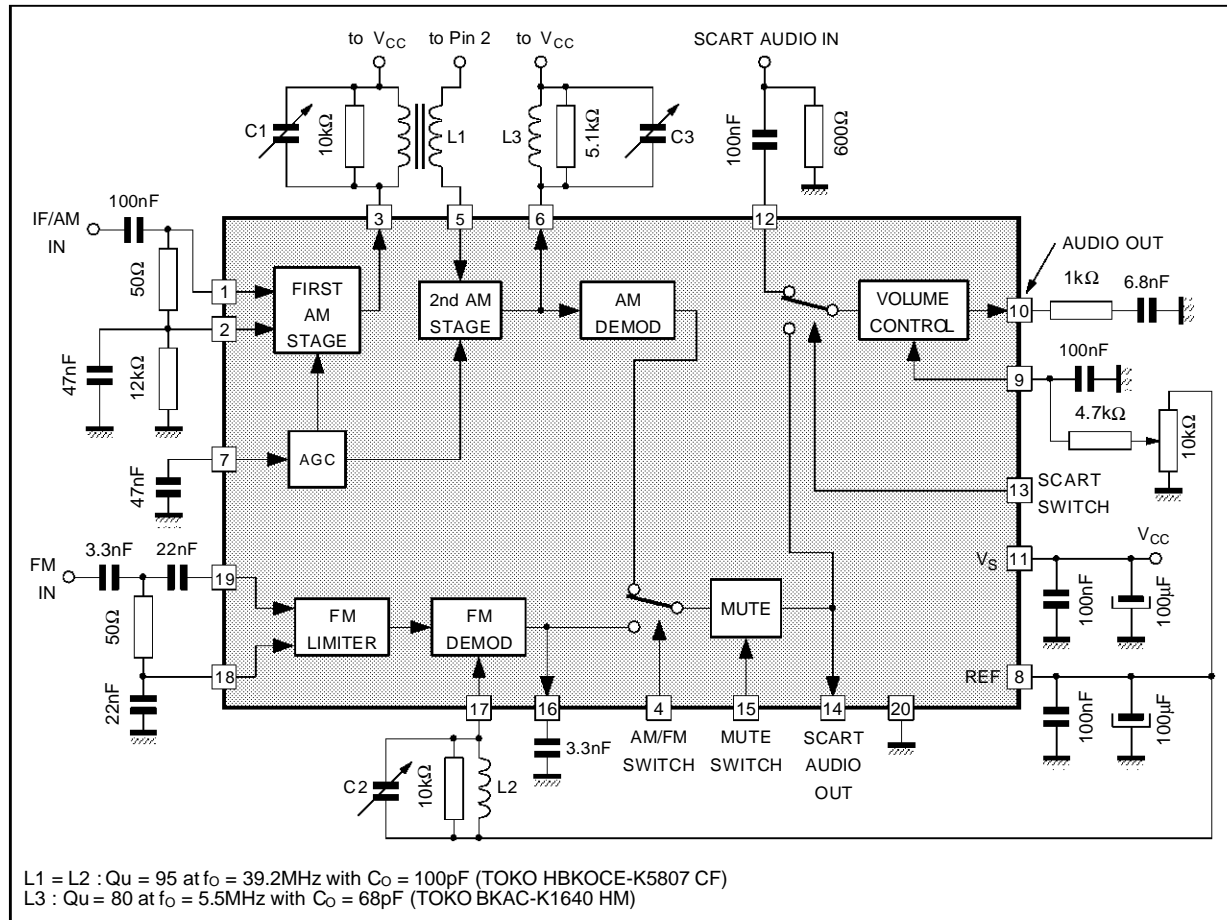 to VCC
to Pin 2
to VCC
SCART AUDIO IN
C1
10kΩ
L1
L3
5.1kΩ
C3
100nF
600Ω
IF/AM
IN
100nF
3
5
6
12
50Ω
1
2
FIRST
AM
STAGE
2nd AM
STAGE
AM
DEMOD
VOLUME
CONTROL
AUDIO OUT
10
1kΩ
6.8nF
47nF
12kΩ
9
100nF
4.7kΩ
10kΩ
7
AGC
47nF
13
SCART
SWITCH
FM
IN
3.3nF
22nF
19
50Ω
18
22nF
FM
LIMITER
FM
DEMOD
MUTE
VS
11
VCC
100nF
100µF
REF
8
100nF
100µF
17
16
4
15
14
20
3.3nF
AM/FM
SWITCH
MUTE
SWITCH
SCART
AUDIO
OUT
C2
10kΩ
L2
L1 = L2 : Qu = 95 at fO = 39.2MHz with CO = 100pF (TOKO HBKOCE-K5807 CF)
L3 : Qu = 80 at fO = 5.5MHz with CO = 68pF (TOKO BKAC-K1640 HM)